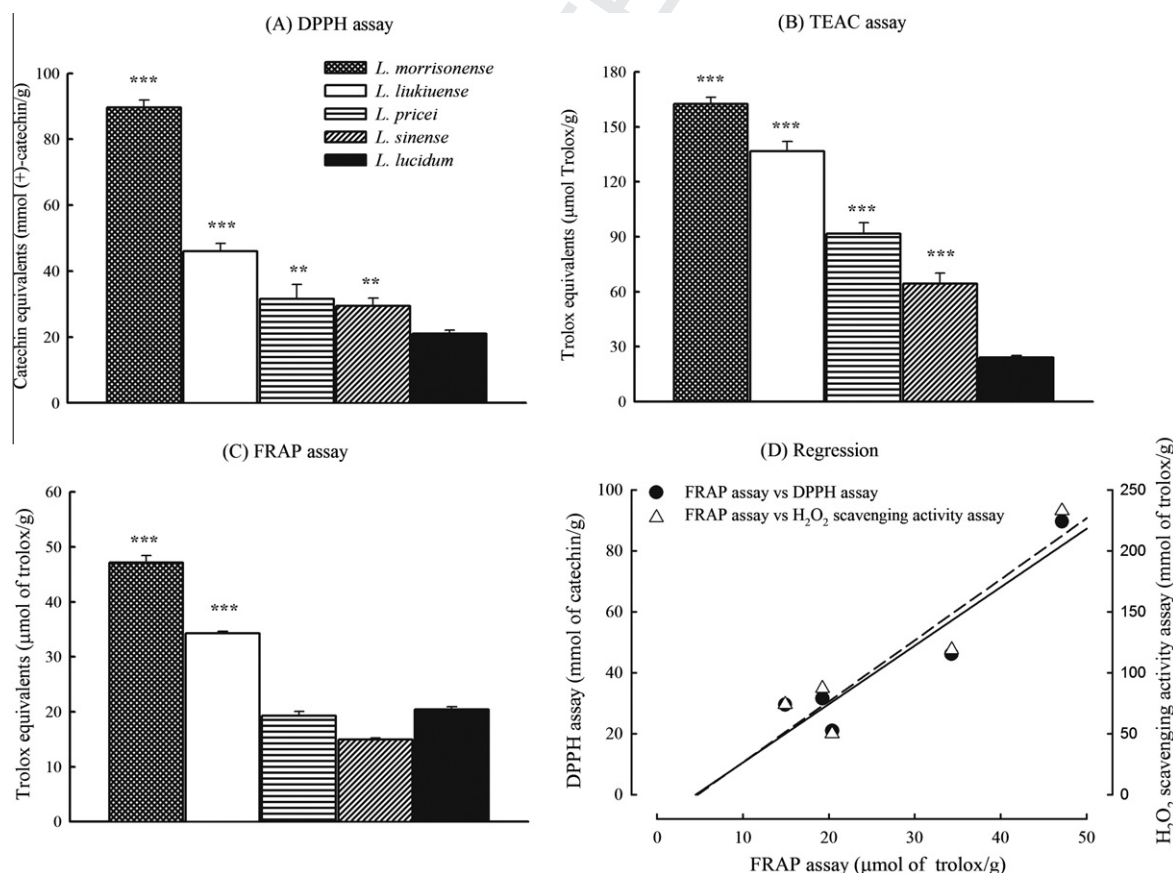 (A) DPPH assay
Catechin equivalents (mmol (+)-catechin/g)
100
80
60
40
20
0
***
***
**
**
L. morrisonense
L. liukiuense
L. pricei
L. sinense
L. lucidum
(B) TEAC assay
Trolox equivalents (μmol Trolox/g)
180
150
120
90
60
30
0
***
***
***
***
(C) FRAP assay
Trolox equivalents (μmol of trolox/g)
60
50
40
30
20
10
0
***
***
(D) Regression
DPPH assay (mmol of catechin/g)
100
80
60
40
20
0
FRAP assay vs DPPH assay
FRAP assay vs H₂O₂ scavenging activity assay
250
200
150
100
50
0
H₂O₂ scavenging activity assay (mmol of trolox/g)
0 10 20 30 40 50
FRAP assay (μmol of trolox/g)